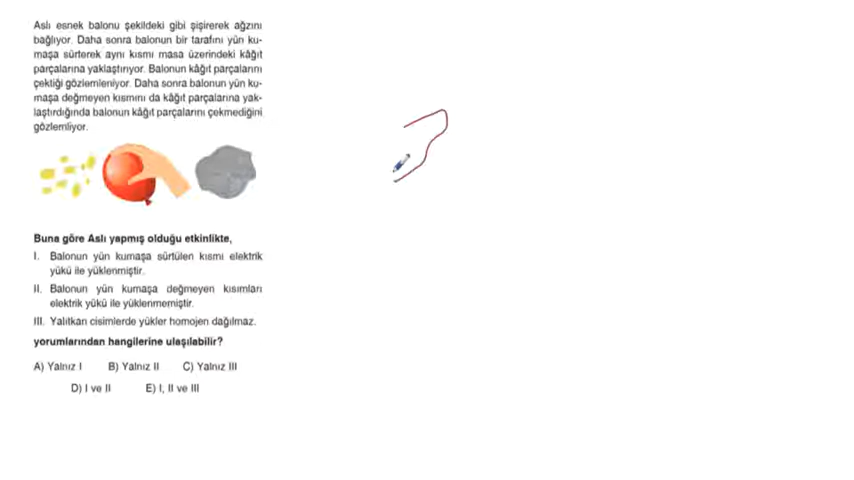 Aslı esnek balonu şekildeki gibi şişirerek ağzını
bağlıyor. Daha sonra balonun bir tarafını yün ku-
maşa sürterek aynı kısmı masa üzerindeki kâğıt
parçalarına yaklaştırıyor. Balonun kâğıt parçalarını
çektiği gözlemleniyor. Daha sonra balonun yün ku-
maşa değmeyen kısmını da kâğıt parçalarına yak-
laştırdığında balonun kâğıt parçalarını çekmediğini
gözlemliyor.
Buna göre Aslı yapmış olduğu etkinlikte,
I. Balonun yün kumaşa sürtülen kısmı elektrik
yükü ile yüklenmiştir.
II. Balonun yün kumaşa değmeyen kısımları
elektrik yükü ile yüklenmemiştir.
III. Yalıtkan cisimlerde yükler homojen dağılmaz.
yorumlarından hangilerine ulaşılabilir?
A) Yalnız I B) Yalnız II C) Yalnız III
D) I ve II E) I, II ve III